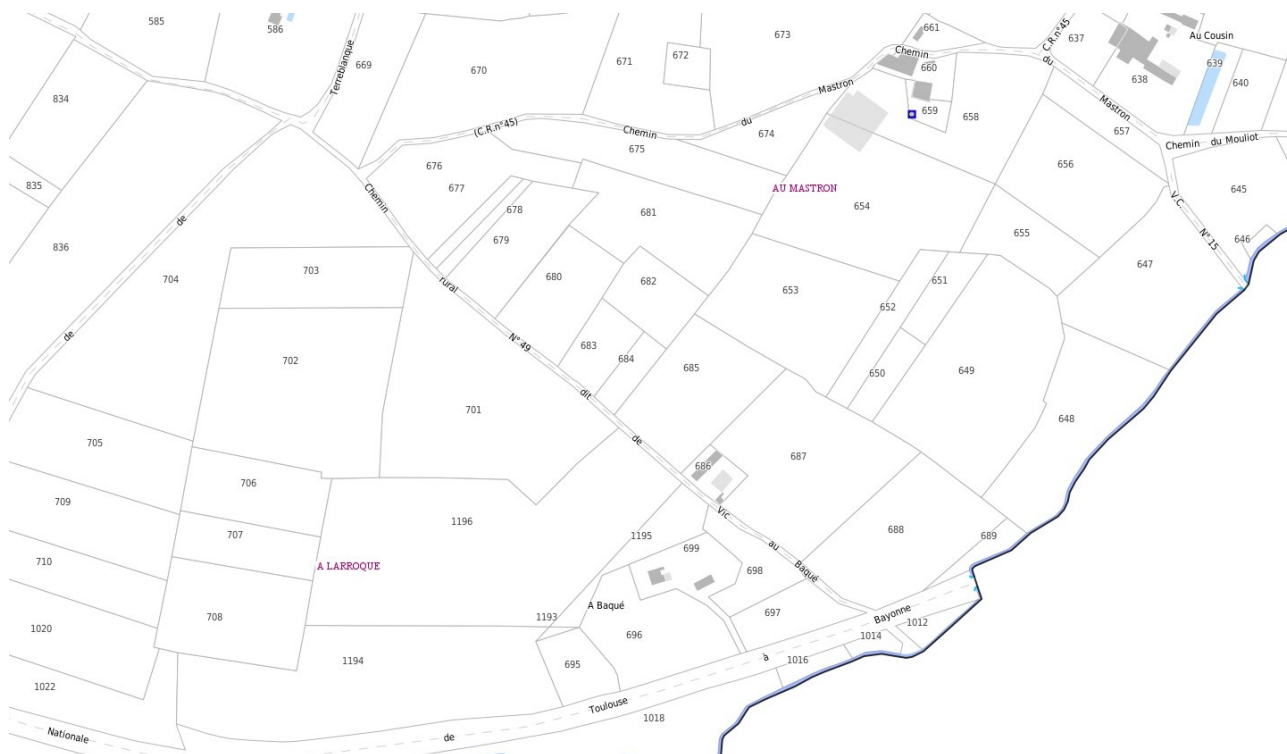 585
586
Terreblanque
669
670
671
672
673
661
Chemin
660
C.R.n°45
637
Au Cousin
638
639
640
834
(C.R.n°45)
Chemin
du
Mastron
674
659
658
du
Mastron
657
Chemin du Mouliot
835
676
677
675
AU MASTRON
656
645
836
de
Chemin
678
679
681
654
655
V.C.
N° 15
646
704
703
680
682
653
651
652
647
de
rural
N° 49
702
683
684
685
650
649
dit
701
648
705
de
686
687
706
709
707
1196
Vic
688
689
1195
au
710
A LARROQUE
699
698
Baqué
708
1193
A Baqué
697
Bayonne
1020
696
1014
1012
1194
695
à
1016
1022
Toulouse
1018
Nationale
de